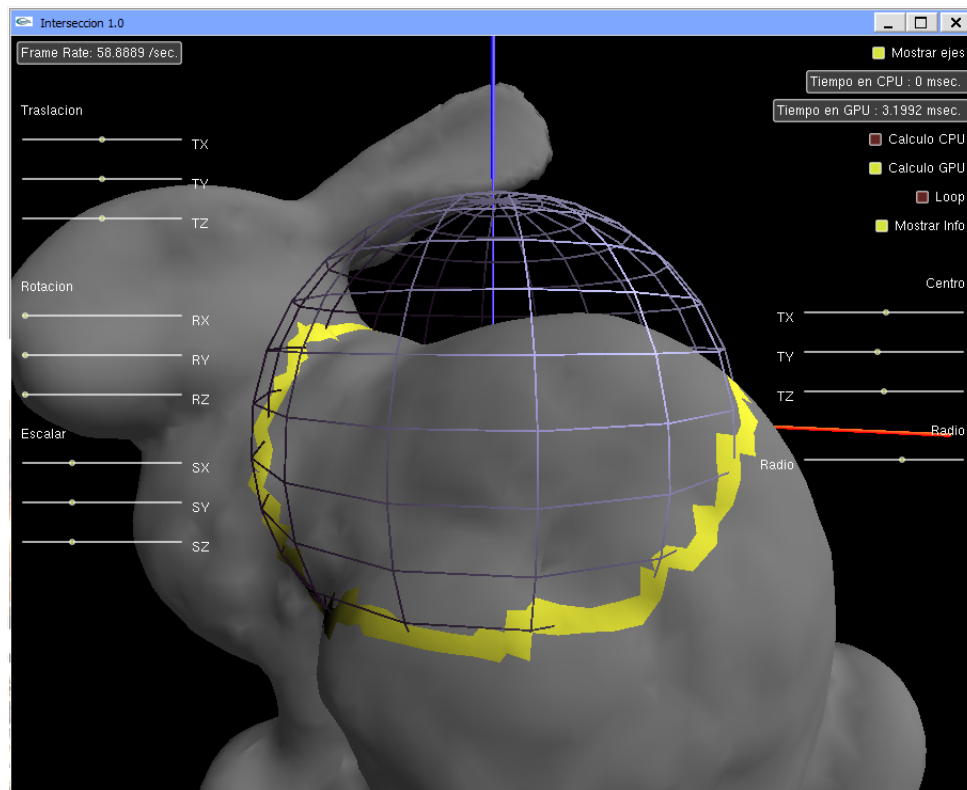 Interseccion 1.0
Frame Rate: 58.8889 /sec.
Mostrar ejes
Tiempo en CPU : 0 msec.
Tiempo en GPU : 3.1992 msec.
Calculo CPU
Calculo GPU
Loop
Mostrar Info
Traslacion
TX
TY
TZ
Rotacion
RX
RY
RZ
Escalar
SX
SY
SZ
Centro
TX
TY
TZ
Radio
Radio